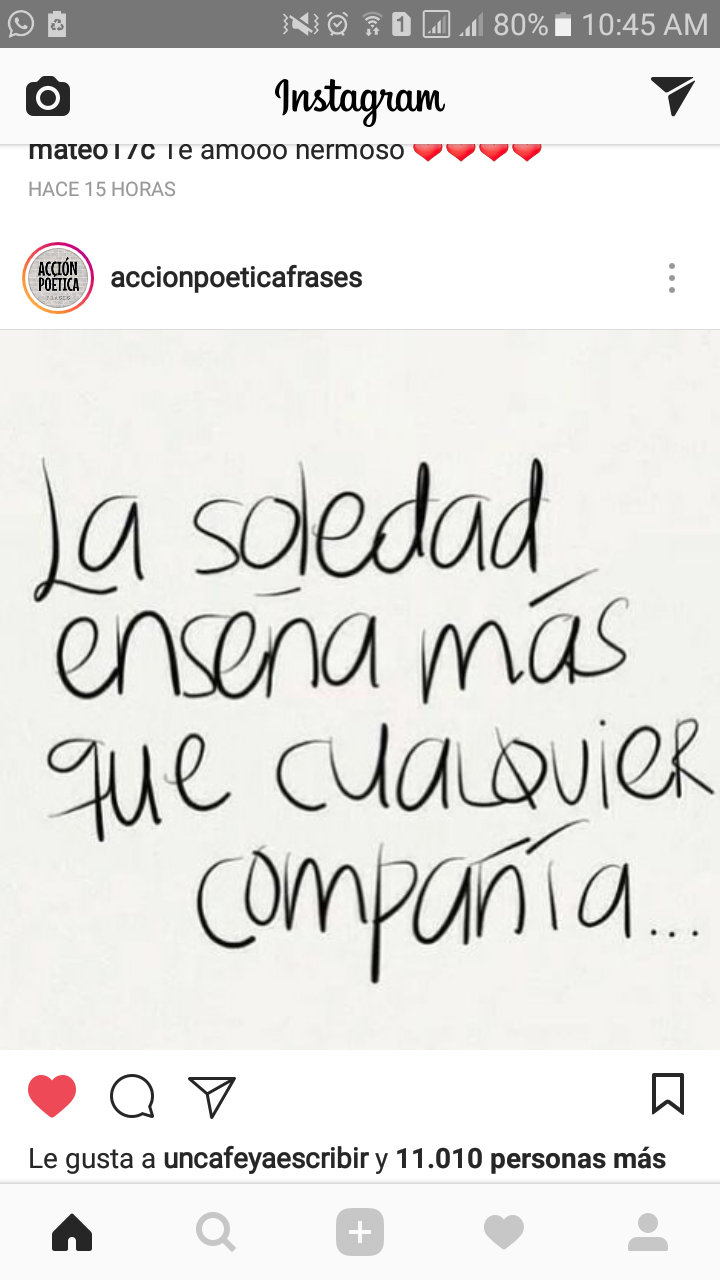 1 80% 10:45 AM
Instagram
mateo17c Te amooo hermoso ❤️❤️❤️❤️
HACE 15 HORAS
ACCIÓN
POÉTICA
accionpoeticafrases
La soledad
enseña más
que cualquier
compañía...
Le gusta a uncafeyaescribir y 11.010 personas más